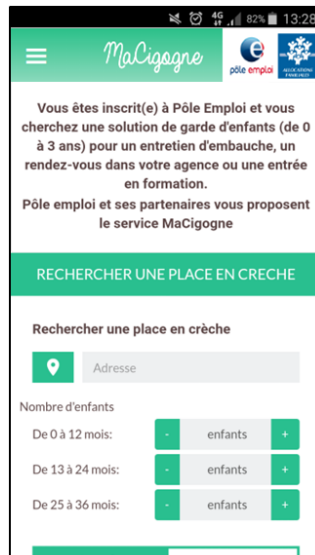 4G 82% 13:28
MaCigogne
pôle emploi
Vous êtes inscrit(e) à Pôle Emploi et vous
cherchez une solution de garde d'enfants (de 0
à 3 ans) pour un entretien d'embauche, un
rendez-vous dans votre agence ou une entrée
en formation.
Pôle emploi et ses partenaires vous proposent
le service MaCigogne
RECHERCHER UNE PLACE EN CRECHE
Rechercher une place en crèche
Adresse
Nombre d'enfants
De 0 à 12 mois: - enfants +
De 13 à 24 mois: - enfants +
De 25 à 36 mois: - enfants +